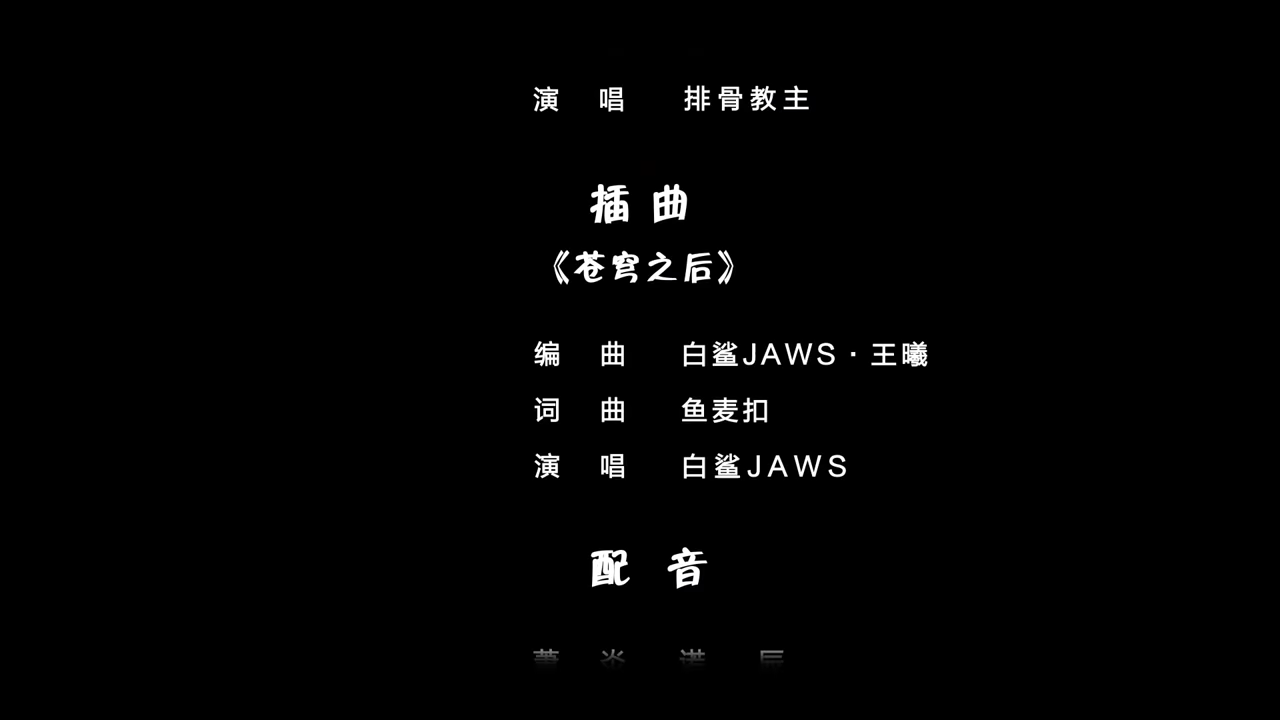 演 唱 排骨教主
插 曲
《苍穹之后》
编 曲 白鲨JAWS·王曦
词 曲 鱼麦扣
演 唱 白鲨JAWS
配 音